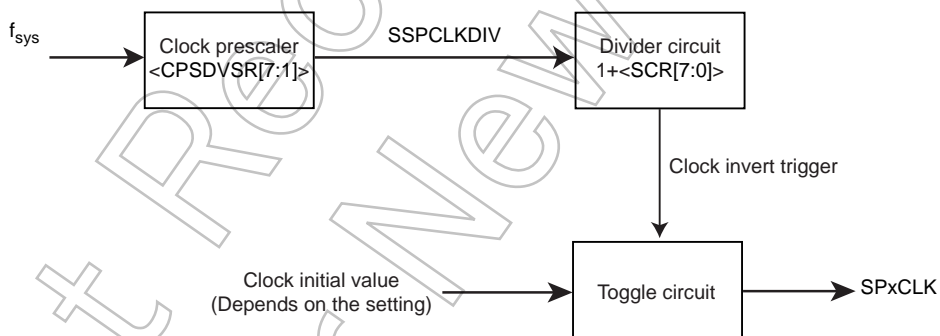 fsys
Clock prescaler
<CPSDVSR[7:1]>
SSPCLKDIV
Divider circuit
1+<SCR[7:0]>
Clock invert trigger
Clock initial value
(Depends on the setting)
Toggle circuit
SPxCLK